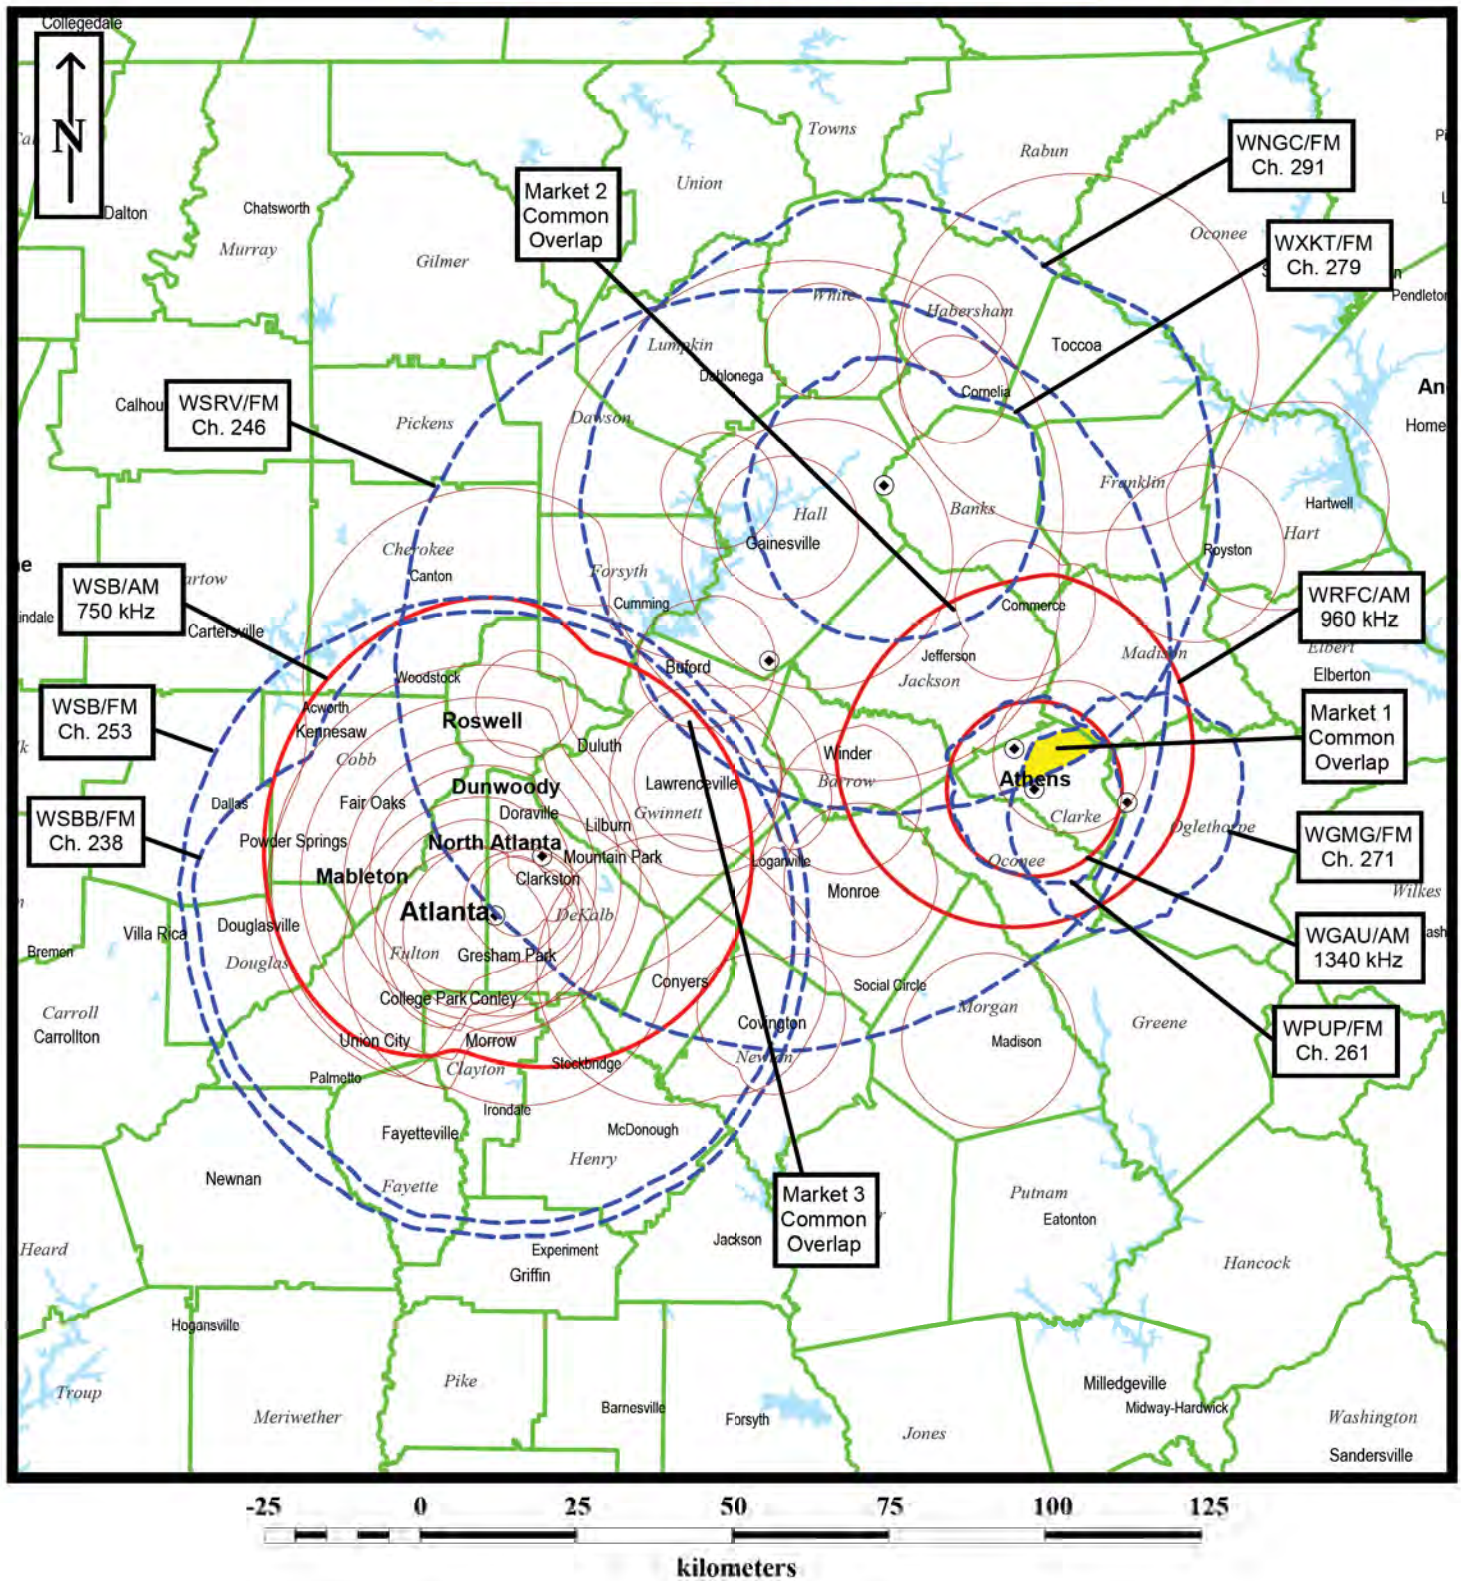 Collegedale
N
Towns
Rabun
Union
WNGC/FM
Ch. 291
Market 2
Common
Overlap
Dalton
Chatsworth
Murray
Gilmer
Oconee
WXKT/FM
Ch. 279
Pendleton
White
Habersham
Lumpkin
Toccoa
Dahlonega
Cornelia
An
Home
Calhou
WSRV/FM
Ch. 246
Pickens
Dawson
Franklin
Hartwell
Hall
Banks
Hart
Gainesville
Royston
Cherokee
Canton
Forsyth
Cumming
Commerce
WSB/AM
750 kHz
artow
Cartersville
WRFC/AM
960 kHz
Elbert
Elberton
Madison
Jefferson
Jackson
Buford
Woodstock
WSB/FM
Ch. 253
Acworth
Kennesaw
Roswell
Duluth
Cobb
Market 1
Common
Overlap
Winder
Barrow
Athens
Dunwoody
Lawrenceville
Gwinnett
Dallas
Fair Oaks
Doraville
Lilburn
Clarke
Oglethorpe
WSBB/FM
Ch. 238
Powder Springs
North Atlanta
Mountain Park
WGMG/FM
Ch. 271
Loganville
Oconee
Mableton
Clarkston
Monroe
Wilkes
Atlanta
DeKalb
Villa Rica
Douglasville
Bremen
Douglas
Fulton
Gresham Park
WGAU/AM
1340 kHz
ash
Conyers
Social Circle
College Park
Conley
Morgan
Carroll
Carrollton
Union City
Morrow
Covington
Newton
Madison
Greene
WPUP/FM
Ch. 261
Clayton
Stockbridge
Palmetto
Irondale
Fayetteville
McDonough
Henry
Newnan
Fayette
Market 3
Common
Overlap
Putnam
Eatonton
Heard
Jackson
Experiment
Griffin
Hancock
Hogansville
Troup
Pike
Meriwether
Barnesville
Forsyth
Jones
Milledgeville
Midway-Hardwick
Washington
Sandersville
-25 0 25 50 75 100 125
kilometers